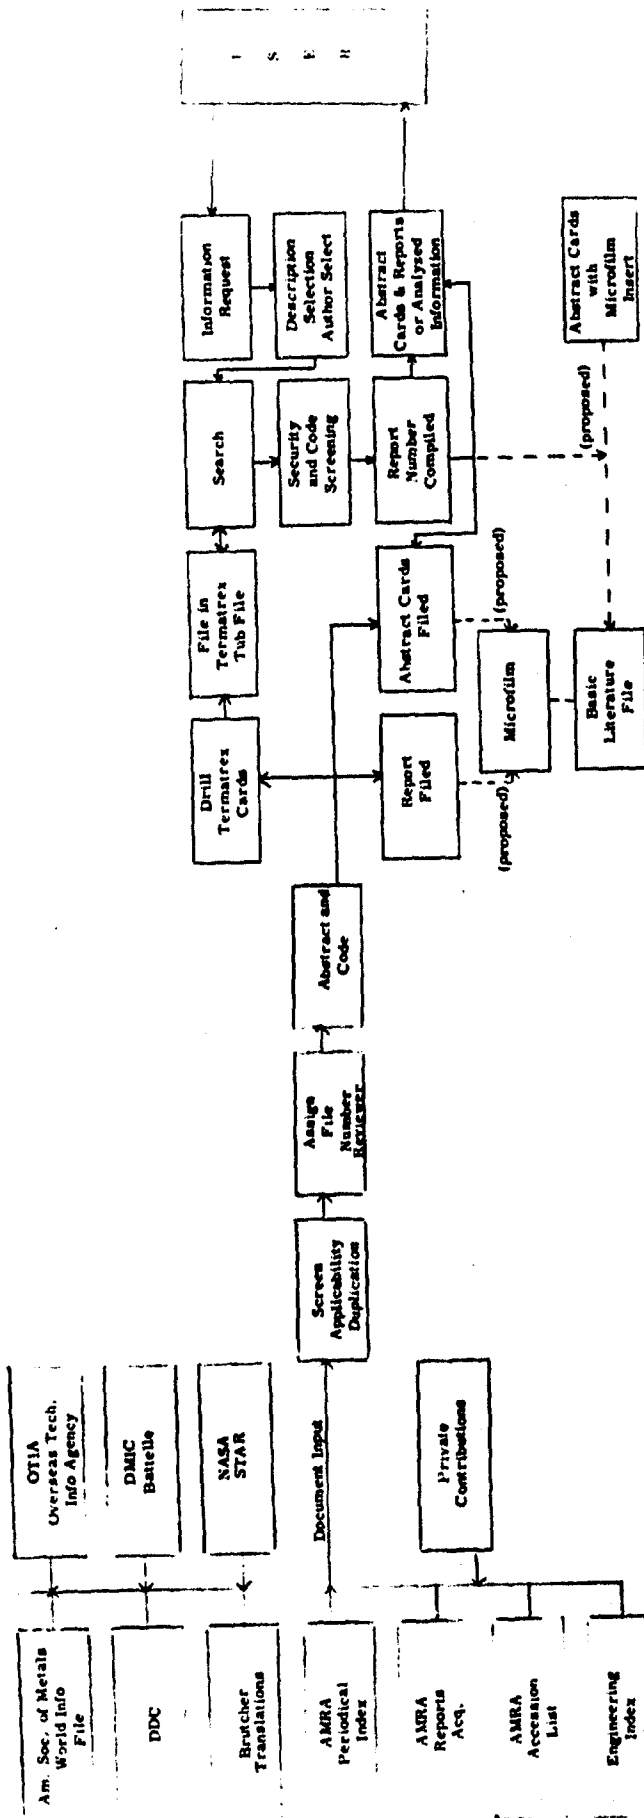 Am. Soc. of Metals
World Info
File
DDC
Brutcher
Translations
AMRA
Periodical
Index
AMRA
Reports
Acq.
AMRA
Accession
List
Engineering
Index
OTIA
Overseas Tech.
Info Agency
DMIC
Battelle
NASA
STAR
Document Input
Private
Contributions
Screen
Applicability
Duplication
Assign
File
Number
Reviewer
Abstract and
Code
Drill
Termatrex
Cards
Report
Filed
(proposed)
File in
Termatrex
Tub File
Abstract Cards
Filed
(proposed)
Microfilm
Basic
Literature
File
Search
Security
and Code
Screening
Report
Number
Compiled
(proposed)
Information
Request
Description
Selection
Author Select
Abstract
Cards & Reports
or Analyzed
Information
Abstract Cards
with
Microfilm
Insert
S
E
R